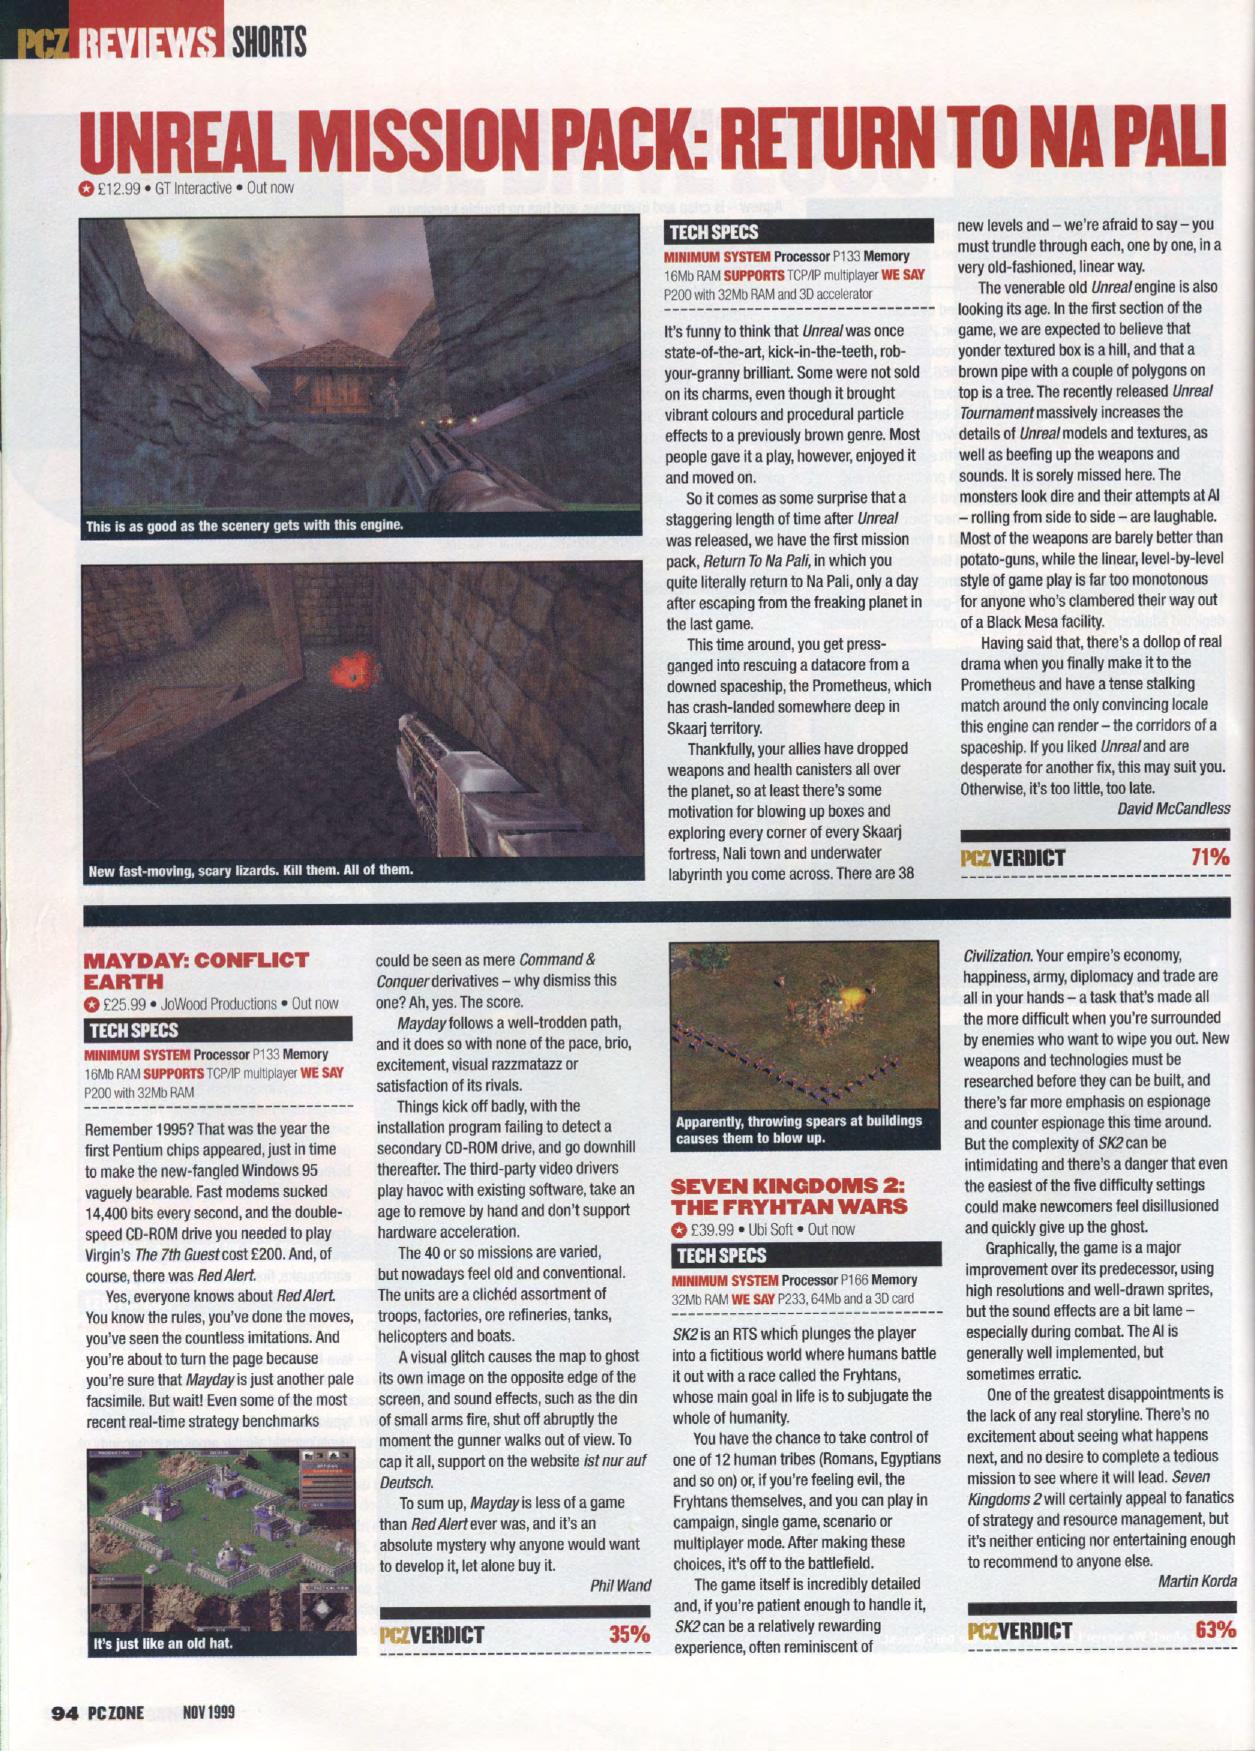 PCZ REVIEWS SHORTS
UNREAL MISSION PACK: RETURN TO NA PALI
£12.99 • GT Interactive • Out now
This is as good as the scenery gets with this engine.
New fast-moving, scary lizards. Kill them. All of them.
TECH SPECS
MINIMUM SYSTEM Processor P133 Memory
16Mb RAM SUPPORTS TCP/IP multiplayer WE SAY
P200 with 32Mb RAM and 3D accelerator
It's funny to think that Unreal was once
state-of-the-art, kick-in-the-teeth, rob-
your-granny brilliant. Some were not sold
on its charms, even though it brought
vibrant colours and procedural particle
effects to a previously brown genre. Most
people gave it a play, however, enjoyed it
and moved on.
So it comes as some surprise that a
staggering length of time after Unreal
was released, we have the first mission
pack, Return To Na Pali, in which you
quite literally return to Na Pali, only a day
after escaping from the freaking planet in
the last game.
This time around, you get press-
ganged into rescuing a datacore from a
downed spaceship, the Prometheus, which
has crash-landed somewhere deep in
Skaarj territory.
Thankfully, your allies have dropped
weapons and health canisters all over
the planet, so at least there's some
motivation for blowing up boxes and
exploring every corner of every Skaarj
fortress, Nali town and underwater
labyrinth you come across. There are 38
new levels and – we're afraid to say – you
must trundle through each, one by one, in a
very old-fashioned, linear way.
The venerable old Unreal engine is also
looking its age. In the first section of the
game, we are expected to believe that
yonder textured box is a hill, and that a
brown pipe with a couple of polygons on
top is a tree. The recently released Unreal
Tournament massively increases the
details of Unreal models and textures, as
well as beefing up the weapons and
sounds. It is sorely missed here. The
monsters look dire and their attempts at AI
– rolling from side to side – are laughable.
Most of the weapons are barely better than
potato-guns, while the linear, level-by-level
style of game play is far too monotonous
for anyone who's clambered their way out
of a Black Mesa facility.
Having said that, there's a dollop of real
drama when you finally make it to the
Prometheus and have a tense stalking
match around the only convincing locale
this engine can render – the corridors of a
spaceship. If you liked Unreal and are
desperate for another fix, this may suit you.
Otherwise, it's too little, too late.
David McCandless
PCZVERDICT 71%
MAYDAY: CONFLICT
EARTH
£25.99 • JoWood Productions • Out now
TECH SPECS
MINIMUM SYSTEM Processor P133 Memory
16Mb RAM SUPPORTS TCP/IP multiplayer WE SAY
P200 with 32Mb RAM
Remember 1995? That was the year the
first Pentium chips appeared, just in time
to make the new-fangled Windows 95
vaguely bearable. Fast modems sucked
14,400 bits every second, and the double-
speed CD-ROM drive you needed to play
Virgin's The 7th Guest cost £200. And, of
course, there was Red Alert.
Yes, everyone knows about Red Alert.
You know the rules, you've done the moves,
you've seen the countless imitations. And
you're about to turn the page because
you're sure that Mayday is just another pale
facsimile. But wait! Even some of the most
recent real-time strategy benchmarks
It's just like an old hat.
could be seen as mere Command &
Conquer derivatives – why dismiss this
one? Ah, yes. The score.
Mayday follows a well-trodden path,
and it does so with none of the pace, brio,
excitement, visual razzmatazz or
satisfaction of its rivals.
Things kick off badly, with the
installation program failing to detect a
secondary CD-ROM drive, and go downhill
thereafter. The third-party video drivers
play havoc with existing software, take an
age to remove by hand and don't support
hardware acceleration.
The 40 or so missions are varied,
but nowadays feel old and conventional.
The units are a clichéd assortment of
troops, factories, ore refineries, tanks,
helicopters and boats.
A visual glitch causes the map to ghost
its own image on the opposite edge of the
screen, and sound effects, such as the din
of small arms fire, shut off abruptly the
moment the gunner walks out of view. To
cap it all, support on the website ist nur auf
Deutsch.
To sum up, Mayday is less of a game
than Red Alert ever was, and it's an
absolute mystery why anyone would want
to develop it, let alone buy it.
Phil Wand
PCZVERDICT 35%
Apparently, throwing spears at buildings
causes them to blow up.
SEVEN KINGDOMS 2:
THE FRYHTAN WARS
£39.99 • Ubi Soft • Out now
TECH SPECS
MINIMUM SYSTEM Processor P166 Memory
32Mb RAM WE SAY P233, 64Mb and a 3D card
SK2 is an RTS which plunges the player
into a fictitious world where humans battle
it out with a race called the Fryhtans,
whose main goal in life is to subjugate the
whole of humanity.
You have the chance to take control of
one of 12 human tribes (Romans, Egyptians
and so on) or, if you're feeling evil, the
Fryhtans themselves, and you can play in
campaign, single game, scenario or
multiplayer mode. After making these
choices, it's off to the battlefield.
The game itself is incredibly detailed
and, if you're patient enough to handle it,
SK2 can be a relatively rewarding
experience, often reminiscent of
Civilization. Your empire's economy,
happiness, army, diplomacy and trade are
all in your hands – a task that's made all
the more difficult when you're surrounded
by enemies who want to wipe you out. New
weapons and technologies must be
researched before they can be built, and
there's far more emphasis on espionage
and counter espionage this time around.
But the complexity of SK2 can be
intimidating and there's a danger that even
the easiest of the five difficulty settings
could make newcomers feel disillusioned
and quickly give up the ghost.
Graphically, the game is a major
improvement over its predecessor, using
high resolutions and well-drawn sprites,
but the sound effects are a bit lame –
especially during combat. The AI is
generally well implemented, but
sometimes erratic.
One of the greatest disappointments is
the lack of any real storyline. There's no
excitement about seeing what happens
next, and no desire to complete a tedious
mission to see where it will lead. Seven
Kingdoms 2 will certainly appeal to fanatics
of strategy and resource management, but
it's neither enticing nor entertaining enough
to recommend to anyone else.
Martin Korda
PCZVERDICT 63%
94 PC ZONE NOV 1999